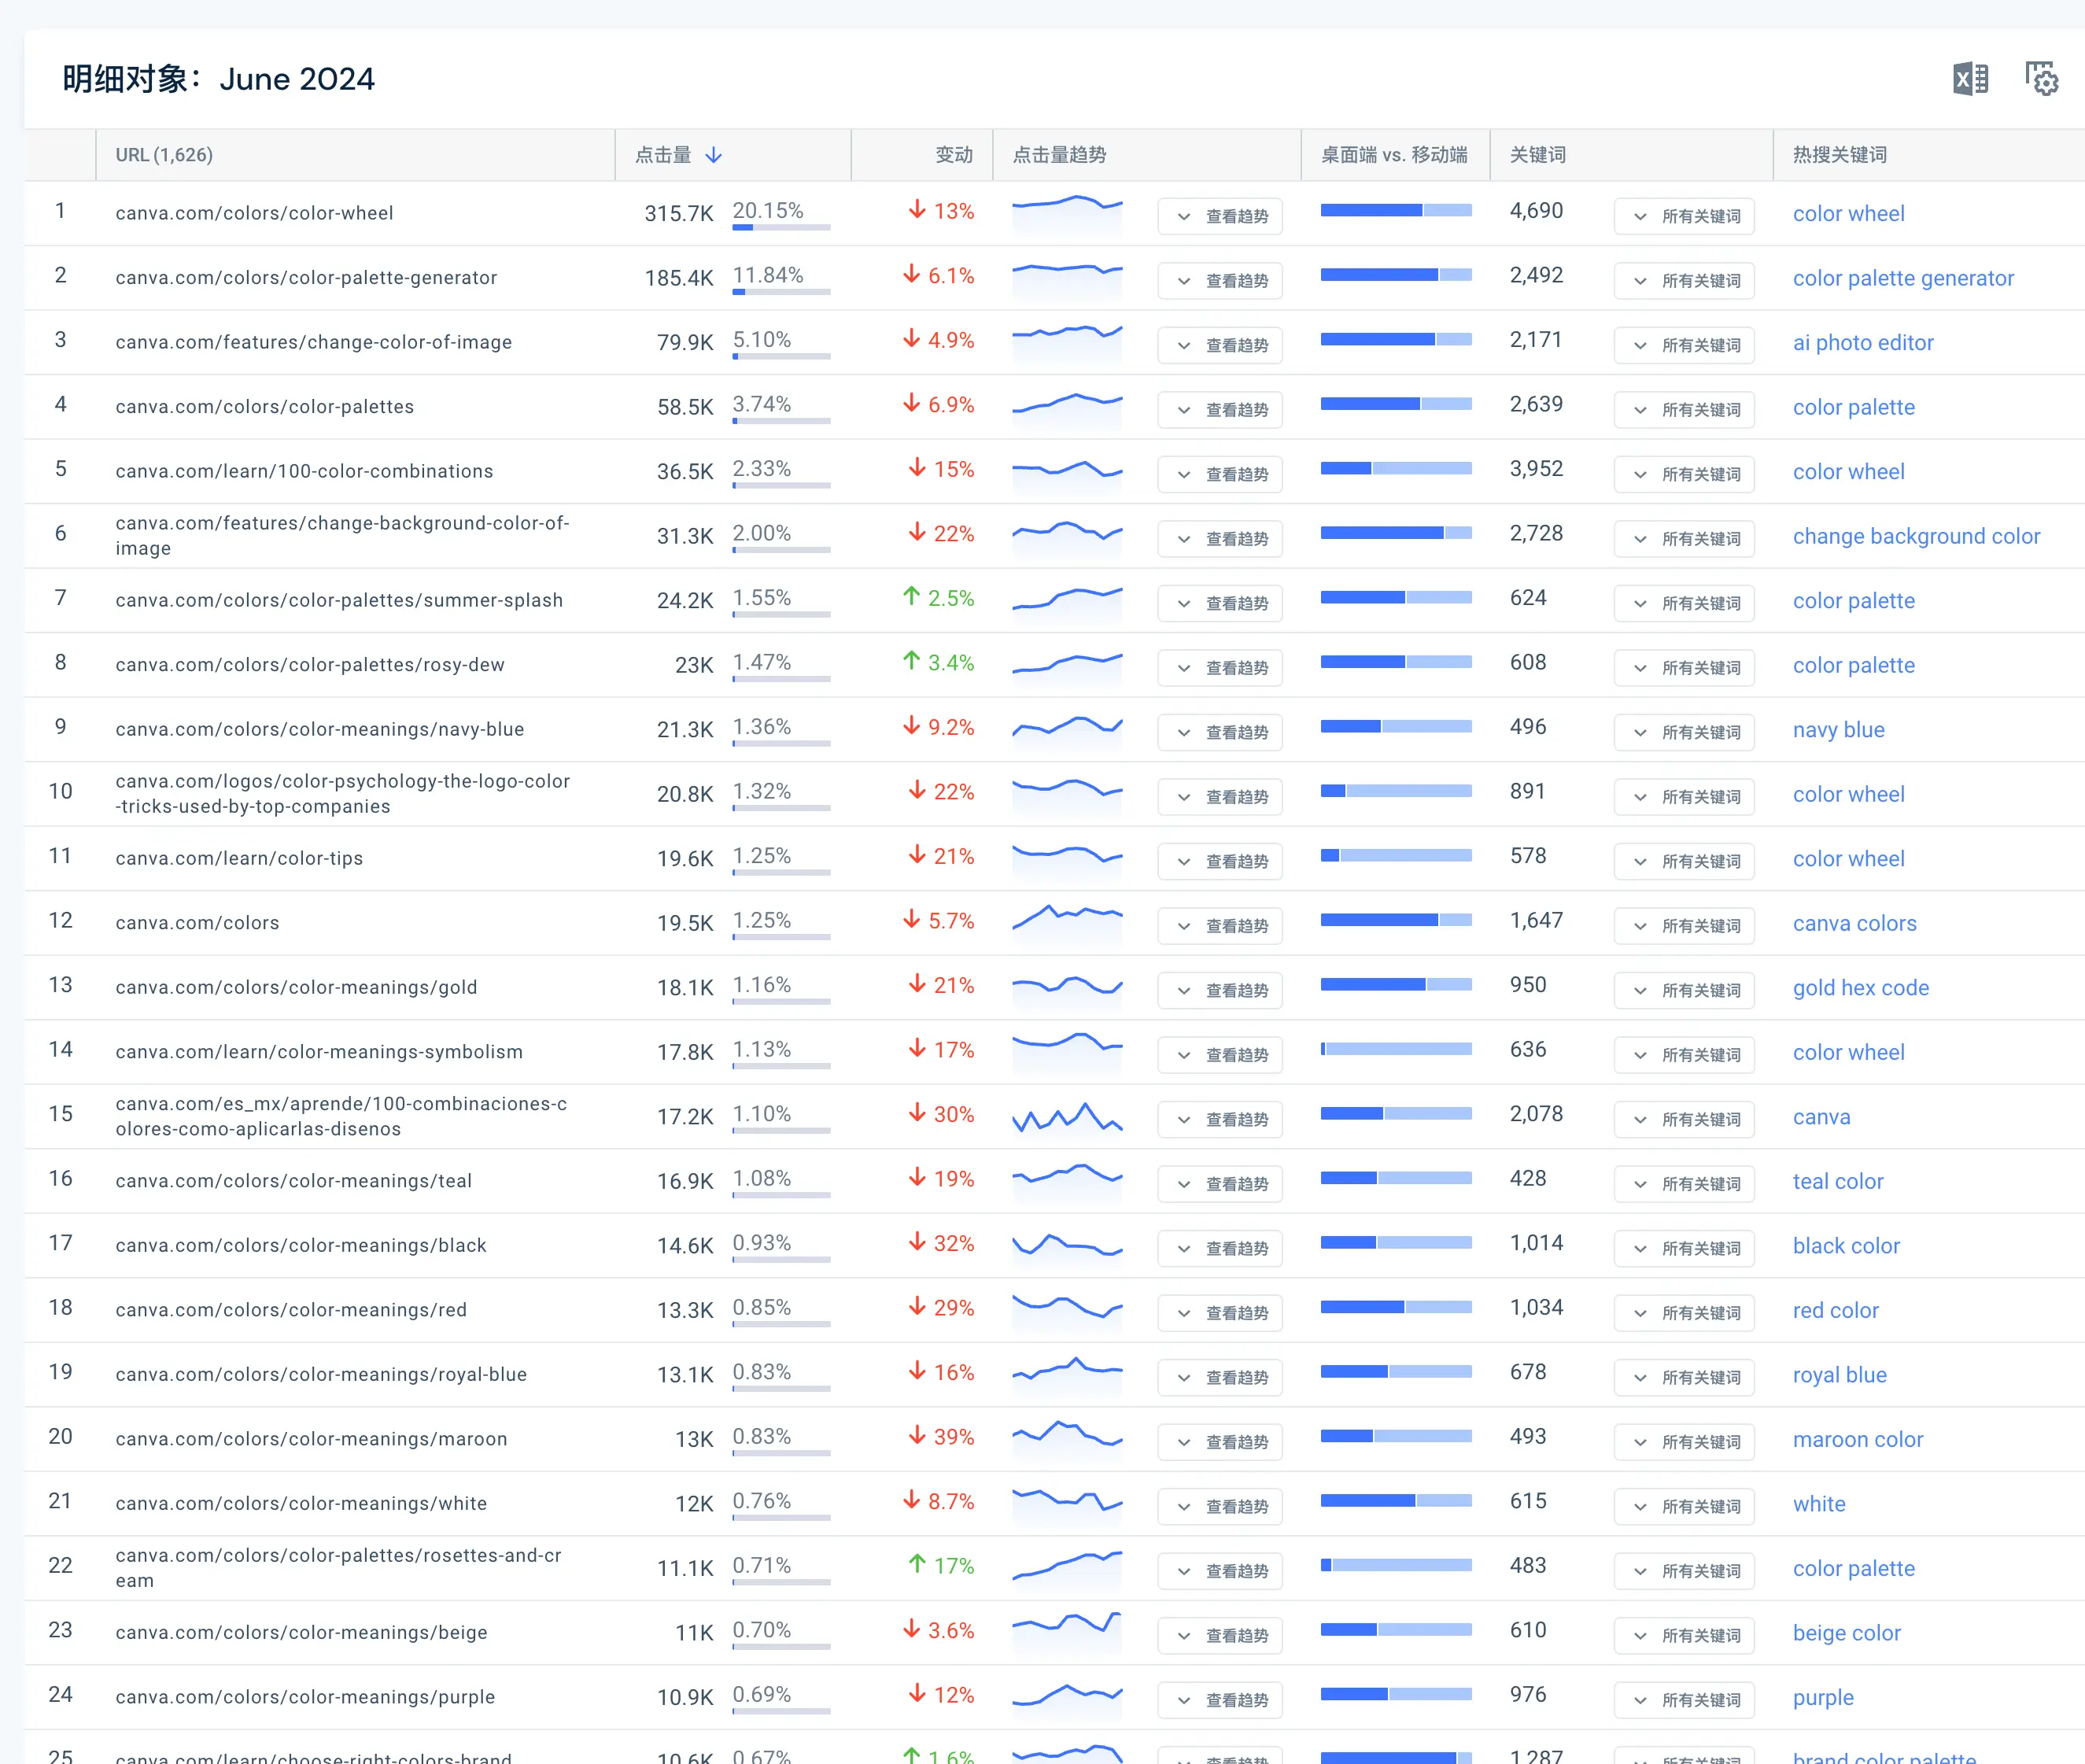 明细对象：June 2024
URL (1,626) 点击量 变动 点击量趋势 桌面端 vs. 移动端 关键词 热搜关键词
1 canva.com/colors/color-wheel 315.7K 20.15% 13% 查看趋势 4,690 所有关键词 color wheel
2 canva.com/colors/color-palette-generator 185.4K 11.84% 6.1% 查看趋势 2,492 所有关键词 color palette generator
3 canva.com/features/change-color-of-image 79.9K 5.10% 4.9% 查看趋势 2,171 所有关键词 ai photo editor
4 canva.com/colors/color-palettes 58.5K 3.74% 6.9% 查看趋势 2,639 所有关键词 color palette
5 canva.com/learn/100-color-combinations 36.5K 2.33% 15% 查看趋势 3,952 所有关键词 color wheel
6 canva.com/features/change-background-color-of-
image 31.3K 2.00% 22% 查看趋势 2,728 所有关键词 change background color
7 canva.com/colors/color-palettes/summer-splash 24.2K 1.55% 2.5% 查看趋势 624 所有关键词 color palette
8 canva.com/colors/color-palettes/rosy-dew 23K 1.47% 3.4% 查看趋势 608 所有关键词 color palette
9 canva.com/colors/color-meanings/navy-blue 21.3K 1.36% 9.2% 查看趋势 496 所有关键词 navy blue
10 canva.com/logos/color-psychology-the-logo-color
-tricks-used-by-top-companies 20.8K 1.32% 22% 查看趋势 891 所有关键词 color wheel
11 canva.com/learn/color-tips 19.6K 1.25% 21% 查看趋势 578 所有关键词 color wheel
12 canva.com/colors 19.5K 1.25% 5.7% 查看趋势 1,647 所有关键词 canva colors
13 canva.com/colors/color-meanings/gold 18.1K 1.16% 21% 查看趋势 950 所有关键词 gold hex code
14 canva.com/learn/color-meanings-symbolism 17.8K 1.13% 17% 查看趋势 636 所有关键词 color wheel
15 canva.com/es_mx/aprende/100-combinaciones-c
olores-como-aplicarlas-disenos 17.2K 1.10% 30% 查看趋势 2,078 所有关键词 canva
16 canva.com/colors/color-meanings/teal 16.9K 1.08% 19% 查看趋势 428 所有关键词 teal color
17 canva.com/colors/color-meanings/black 14.6K 0.93% 32% 查看趋势 1,014 所有关键词 black color
18 canva.com/colors/color-meanings/red 13.3K 0.85% 29% 查看趋势 1,034 所有关键词 red color
19 canva.com/colors/color-meanings/royal-blue 13.1K 0.83% 16% 查看趋势 678 所有关键词 royal blue
20 canva.com/colors/color-meanings/maroon 13K 0.83% 39% 查看趋势 493 所有关键词 maroon color
21 canva.com/colors/color-meanings/white 12K 0.76% 8.7% 查看趋势 615 所有关键词 white
22 canva.com/colors/color-palettes/rosettes-and-cr
eam 11.1K 0.71% 17% 查看趋势 483 所有关键词 color palette
23 canva.com/colors/color-meanings/beige 11K 0.70% 3.6% 查看趋势 610 所有关键词 beige color
24 canva.com/colors/color-meanings/purple 10.9K 0.69% 12% 查看趋势 976 所有关键词 purple
25 canva.com/learn/choose-right-colors-brand 10.6K 0.67% 1.6% 查看趋势 1,287 所有关键词 brand color palette